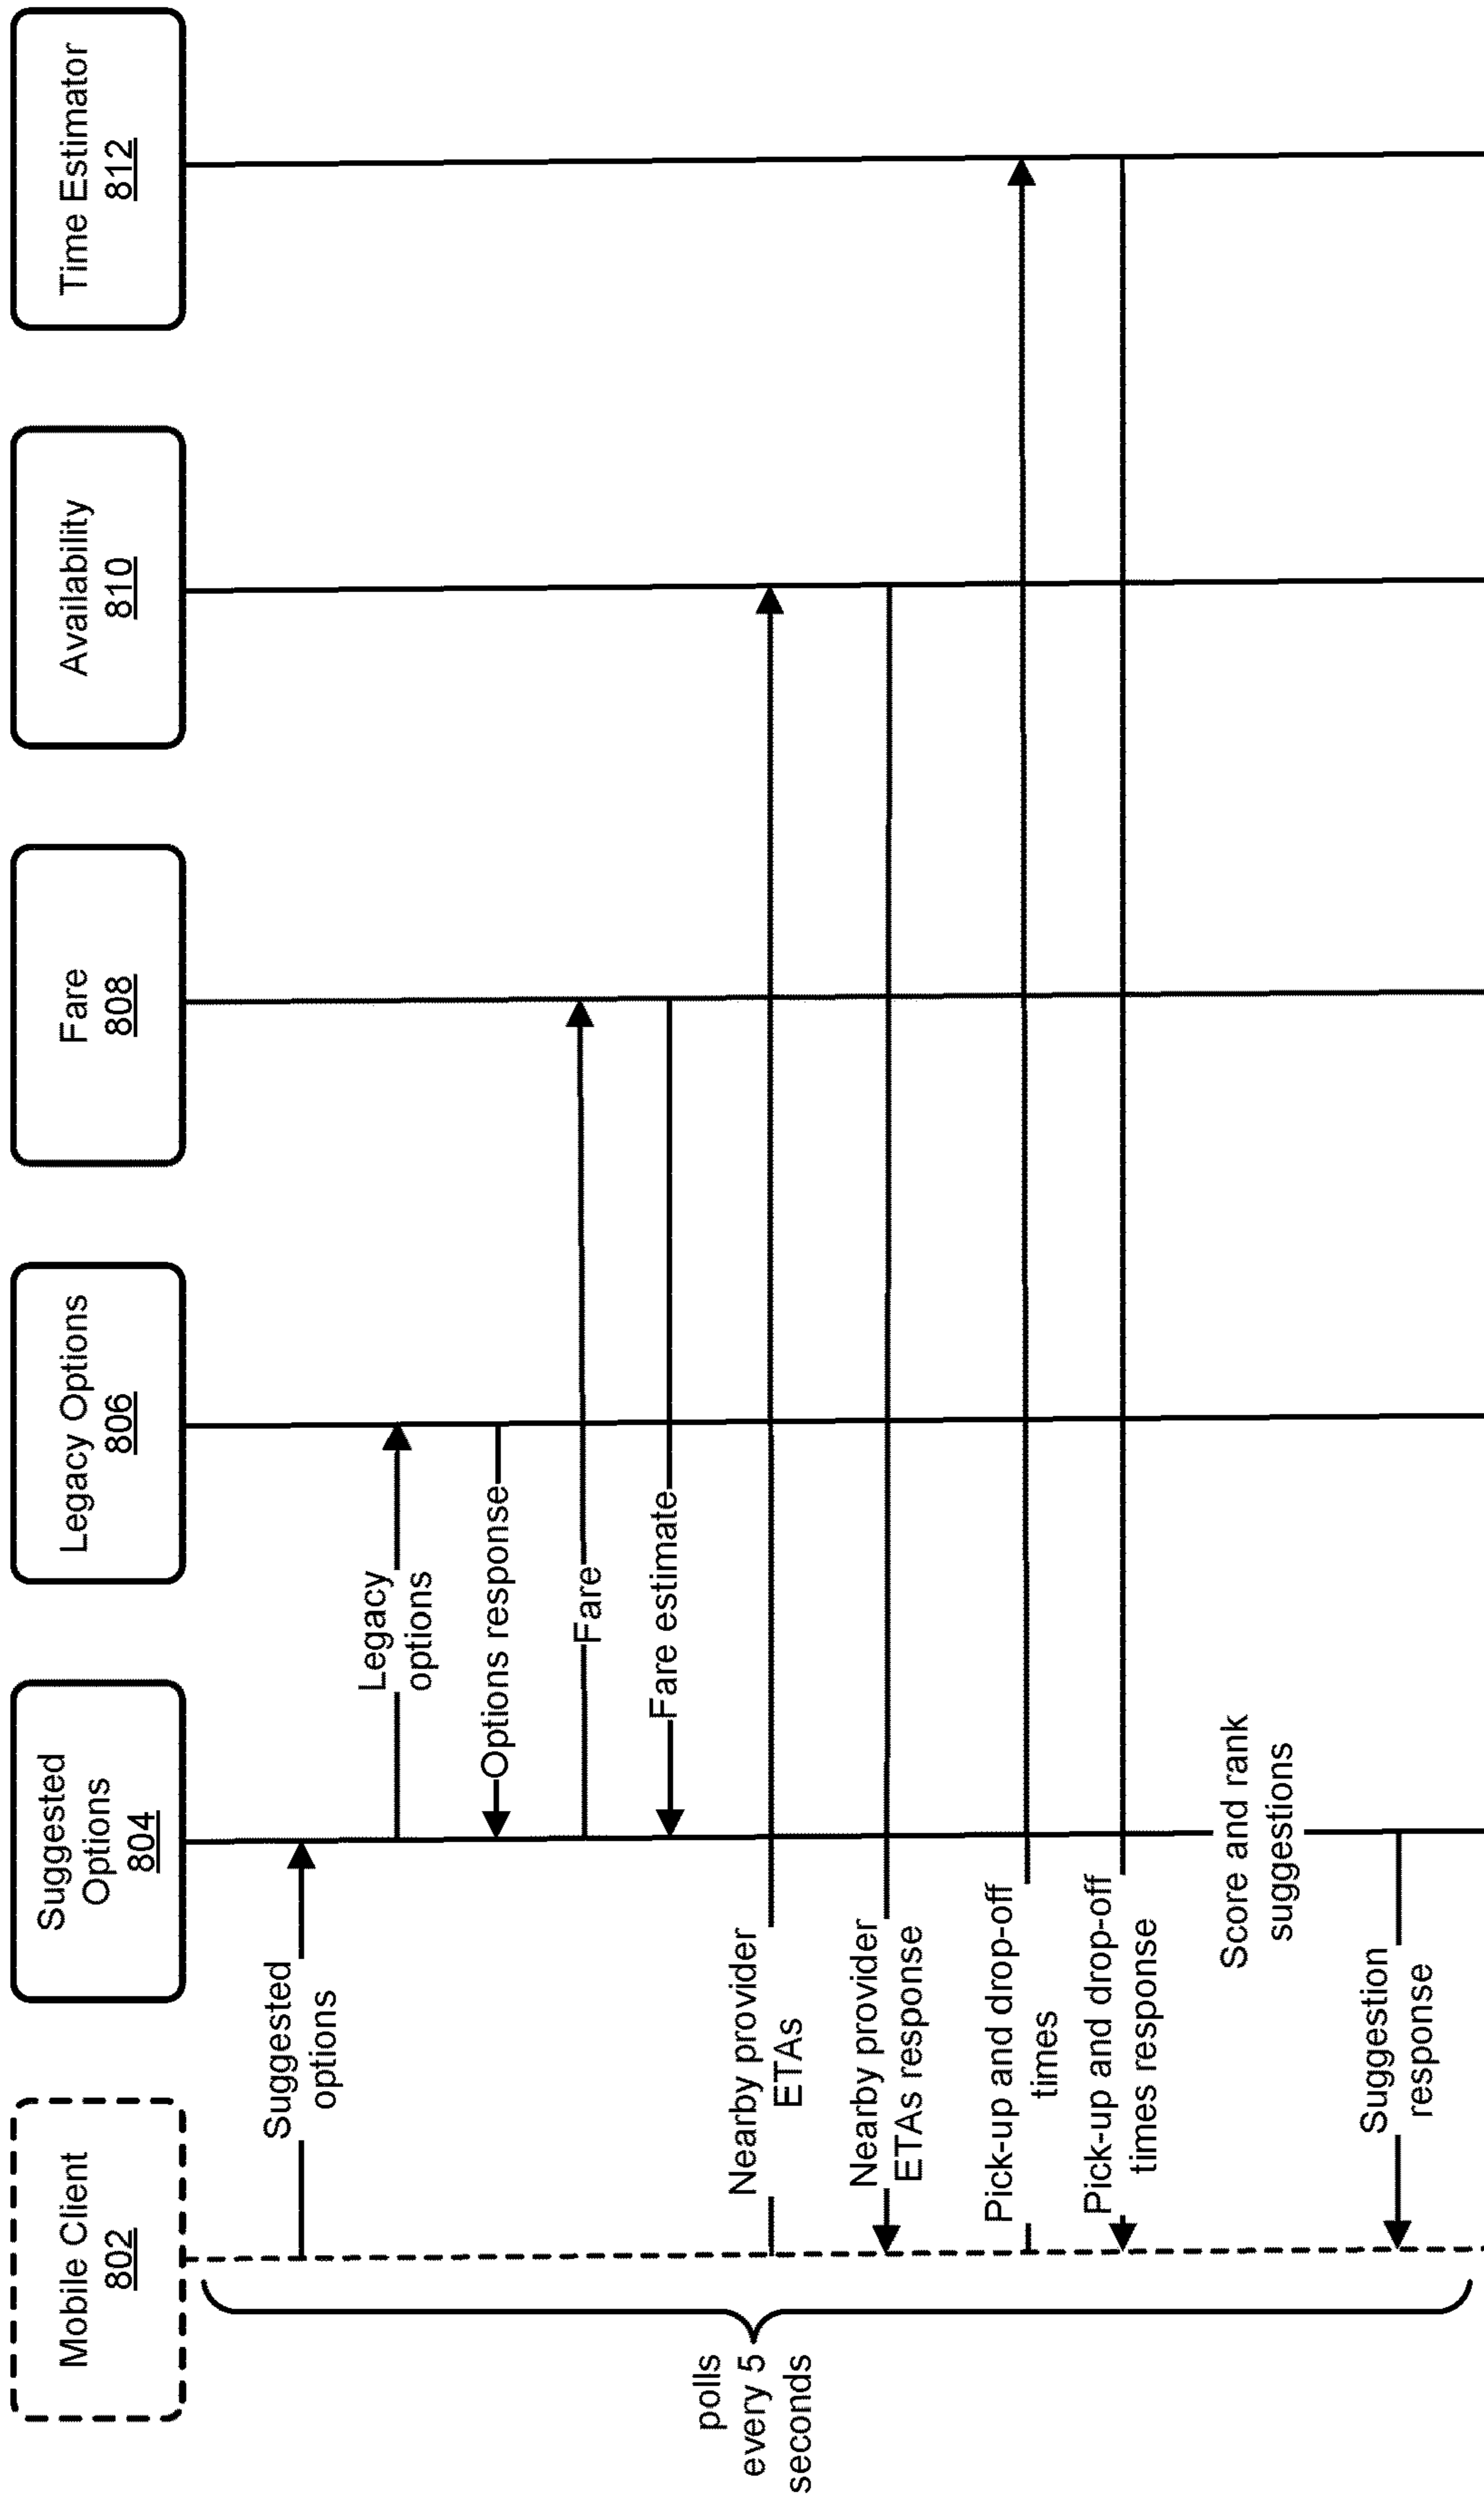 Mobile Client
802
Suggested
Options
804
Legacy Options
806
Fare
808
Availability
810
Time Estimator
812
Suggested
options
Legacy
options
Options response
Fare
Fare estimate
Nearby provider
ETAs
Nearby provider
ETAs response
Pick-up and drop-off
times
Pick-up and drop-off
times response
Score and rank
suggestions
Suggestion
response
polls
every 5
seconds